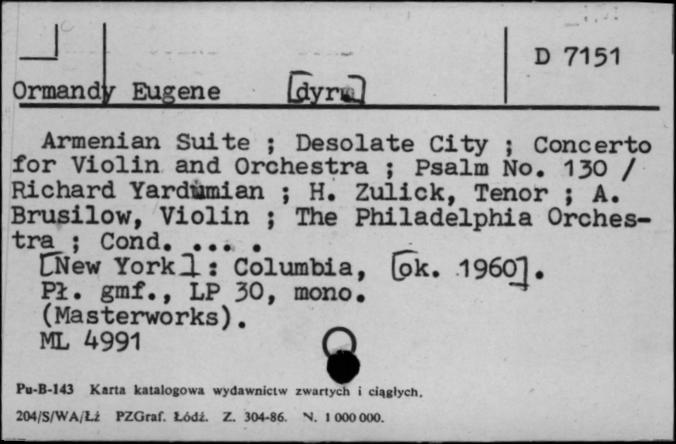 D 7151
Ormandy Eugene [dyr.]
Armenian Suite ; Desolate City ; Concerto
for Violin and Orchestra ; Psalm No. 130 /
Richard Yardumian ; H. Zulick, Tenor ; A.
Brusilow, Violin ; The Philadelphia Orches-
tra ; Cond. ... .
[New York] : Columbia, [ok. 1960].
Pł. gmf., LP 30, mono.
(Masterworks).
ML 4991
Pu-B-143 Karta katalogowa wydawnictw zwartych i ciągłych.
204/S/WA/Łż PZGraf. Łódź. Z. 304-86. N. 1 000 000.